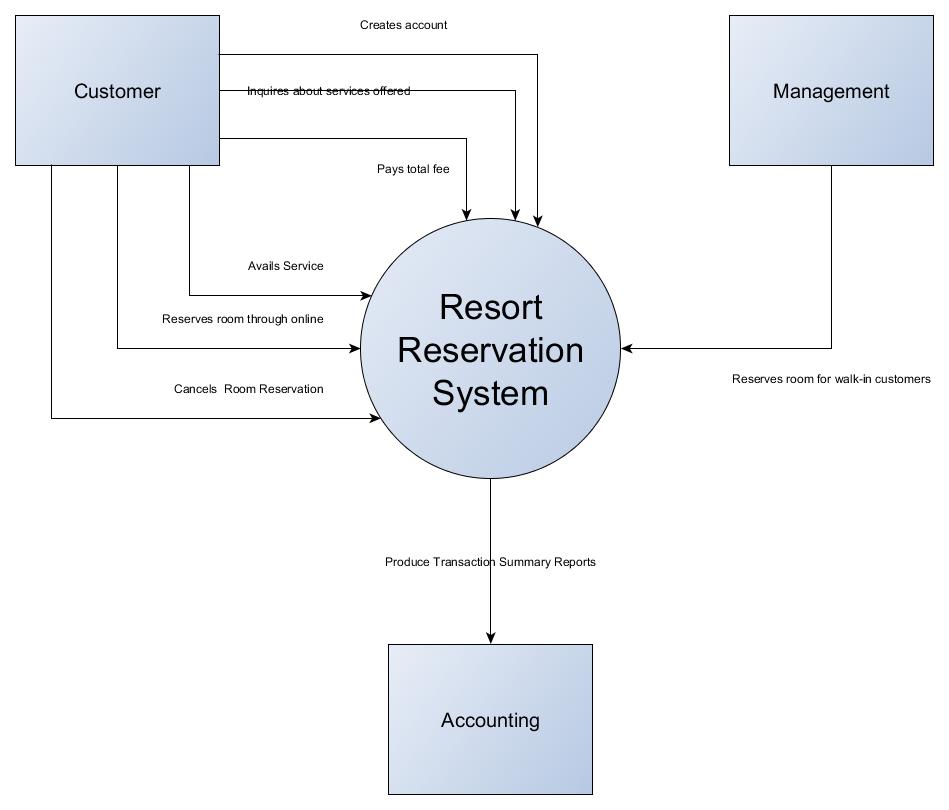 Creates account
Customer
Inquires about services offered
Management
Pays total fee
Avails Service
Reserves room through online
Resort
Reservation
System
Cancels  Room Reservation
Reserves room for walk-in customers
Produce Transaction Summary Reports
Accounting